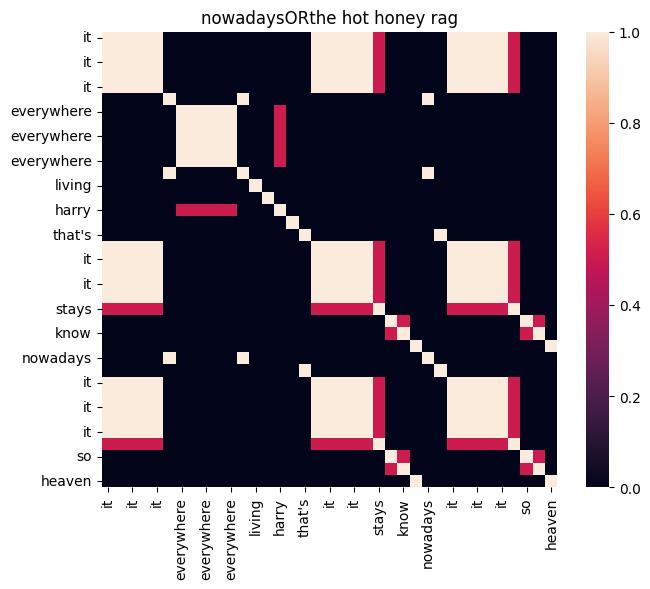 nowadaysORthe hot honey rag
it
it
it
everywhere
everywhere
everywhere
living
harry
that's
it
it
stays
know
nowadays
it
it
it
so
heaven
1.0
0.8
0.6
0.4
0.2
0.0
it
it
it
everywhere
everywhere
everywhere
living
harry
that's
it
it
stays
know
nowadays
it
it
it
so
heaven